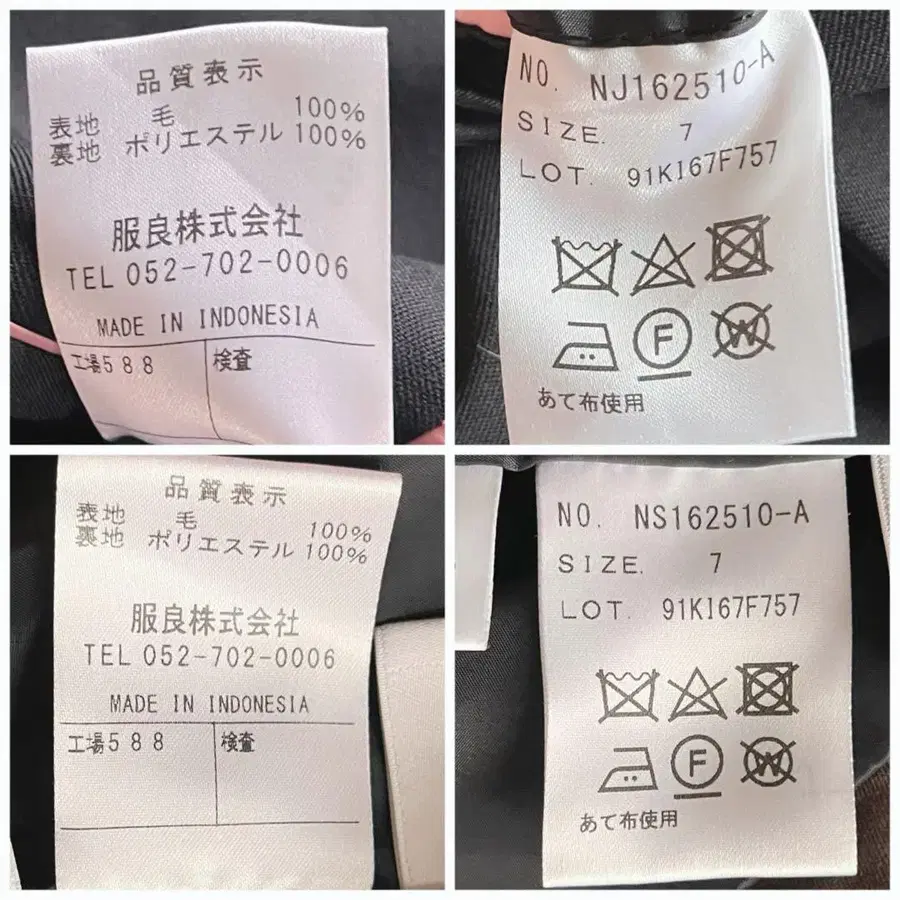 品質表示
表地 毛 100%
裏地 ポリエステル 100%
服良株式会社
TEL 052-702-0006
MADE IN INDONESIA
工場588 検査
NO. NJ162510-A
SIZE. 7
LOT. 91KI67F757
F
W
あて布使用
品質表示
表地 毛 100%
裏地 ポリエステル 100%
服良株式会社
TEL 052-702-0006
MADE IN INDONESIA
工場588 検査
NO. NS162510-A
SIZE. 7
LOT. 91KI67F757
F
W
あて布使用